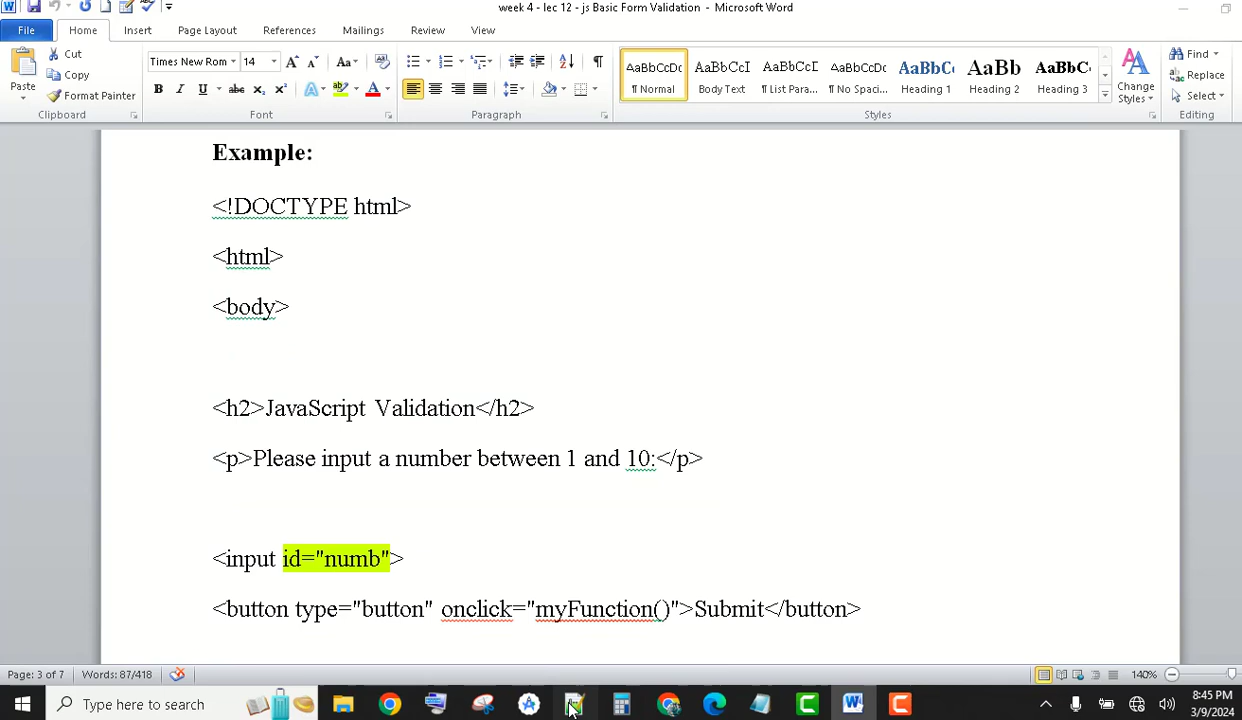 week 4 - lec 12 - js Basic Form Validation - Microsoft Word
File Home Insert Page Layout References Mailings Review View
Paste
Cut
Copy
Format Painter
Clipboard
Times New Rom 14
Font
Paragraph
AaBbCcDc AaBbCcI AaBbCcI AaBbCcDc AaBbC AaBb AaBbC
¶ Normal Body Text ¶ List Para... ¶ No Spaci... Heading 1 Heading 2 Heading 3
Styles
Change Styles
Find
Replace
Select
Editing
Example:
<!DOCTYPE html>
<html>
<body>
<h2>JavaScript Validation</h2>
<p>Please input a number between 1 and 10:</p>
<input id="numb">
<button type="button" onclick="myFunction()">Submit</button>
Page: 3 of 7 Words: 87/418 140%
Type here to search
8:45 PM
3/9/2024